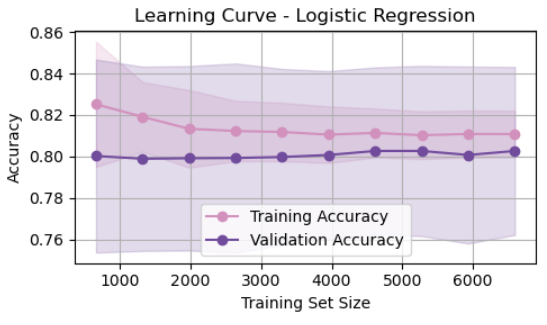 Learning Curve - Logistic Regression
0.86
0.84
0.82
0.80
0.78
0.76
Accuracy
Training Accuracy
Validation Accuracy
1000 2000 3000 4000 5000 6000
Training Set Size